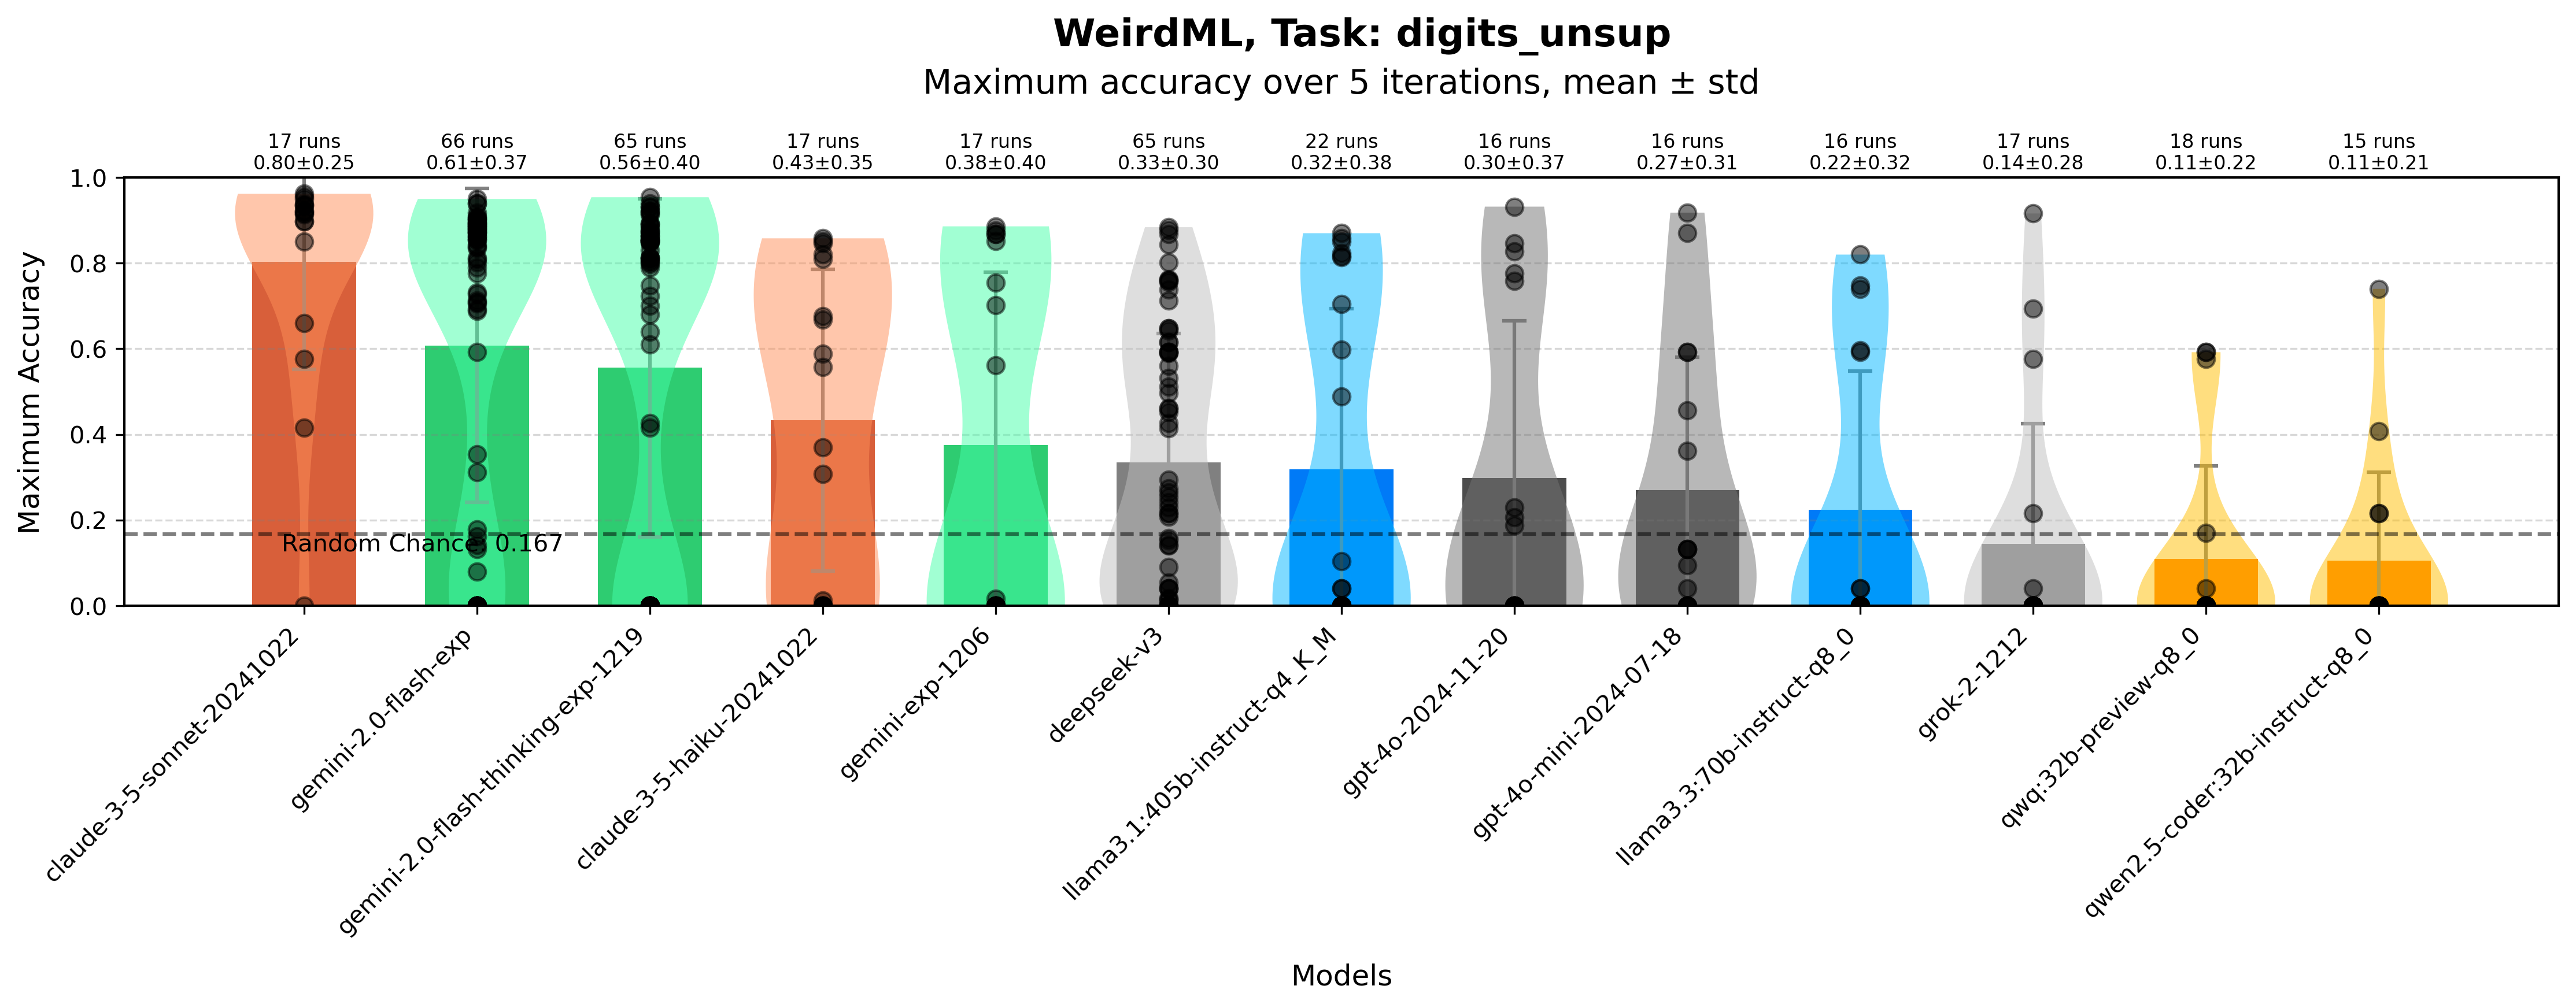 WeirdML, Task: digits_unsup
Maximum accuracy over 5 iterations, mean ± std
17 runs 66 runs 65 runs 17 runs 17 runs 65 runs 22 runs 16 runs 16 runs 16 runs 17 runs 18 runs 15 runs
0.80±0.25 0.61±0.37 0.56±0.40 0.43±0.35 0.38±0.40 0.33±0.30 0.32±0.38 0.30±0.37 0.27±0.31 0.22±0.32 0.14±0.28 0.11±0.22 0.11±0.21
Maximum Accuracy
1.0
0.8
0.6
0.4
0.2
0.0
Random Chance: 0.167
claude-3-5-sonnet-20241022
gemini-2.0-flash-exp
gemini-2.0-flash-thinking-exp-1219
claude-3-5-haiku-20241022
gemini-exp-1206
deepseek-v3
llama3.1:405b-instruct-q4_K_M
gpt-4o-2024-11-20
gpt-4o-mini-2024-07-18
llama3.3:70b-instruct-q8_0
grok-2-1212
qwq:32b-preview-q8_0
qwen2.5-coder:32b-instruct-q8_0
Models